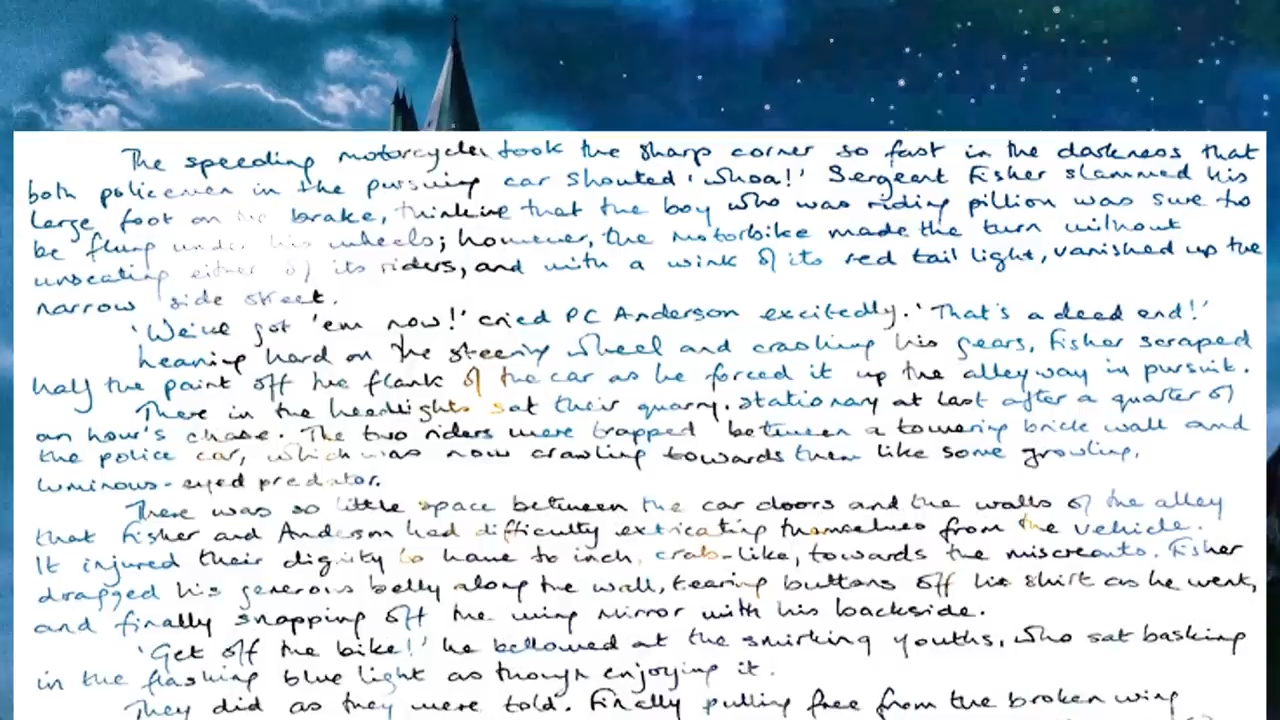 The speeding motorcycle took the sharp corner so fast in the darkness that
both policemen in the pursuing car shouted 'whoa!' Sergeant Fisher slammed his
large foot on the brake, thinking that the boy who was riding pillion was sure to
be flung under his wheels; however, the motorbike made the turn without
unseating either of its riders, and with a wink of its red tail light, vanished up the
narrow side street.
'We've got 'em now!' cried PC Anderson excitedly. 'That's a dead end!'
Leaning hard on the steering wheel and crashing his gears, Fisher scraped
half the paint off the flank of the car as he forced it up the alleyway in pursuit.
There in the headlights sat their quarry, stationary at last after a quarter of
an hour's chase. The two riders were trapped between a towering brick wall and
the police car, which was now crawling towards them like some growling,
luminous-eyed predator.
There was so little space between the car doors and the walls of the alley
that Fisher and Anderson had difficulty extricating themselves from the vehicle.
It injured their dignity to have to inch, crab-like, towards the miscreants. Fisher
dragged his generous belly along the wall, tearing buttons off his shirt as he went,
and finally snapping off the wing mirror with his backside.
'Get off the bike!' he bellowed at the smirking youths, who sat basking
in the flashing blue light as though enjoying it.
They did as they were told. Finally pulling free from the broken wing